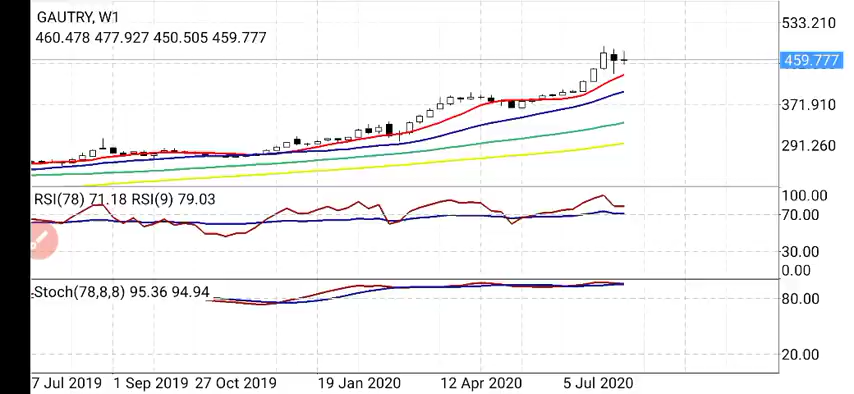 GAUTRY, W1
460.478 477.927 450.505 459.777
533.210
459.777
371.910
291.260
RSI(78) 71.18 RSI(9) 79.03
100.00
70.00
30.00
0.00
Stoch(78,8,8) 95.36 94.94
80.00
20.00
7 Jul 2019 1 Sep 2019 27 Oct 2019 19 Jan 2020 12 Apr 2020 5 Jul 2020